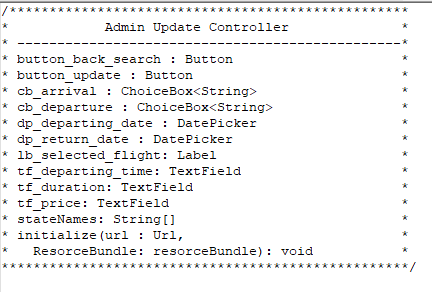 /***************************************************
*            Admin Update Controller              *
* ------------------------------------------------*
* button_back_search : Button                     *
* button_update : Button                          *
* cb_arrival : ChoiceBox<String>                  *
* cb_departure : ChoiceBox<String>                *
* dp_departing_date : DatePicker                  *
* dp_return_date : DatePicker                     *
* lb_selected_flight: Label                       *
* tf_departing_time: TextField                    *
* tf_duration: TextField                          *
* tf_price: TextField                             *
* stateNames: String[]                            *
* initialize(url : Url,                           *
*   ResorceBundle: resorceBundle): void           *
***************************************************/